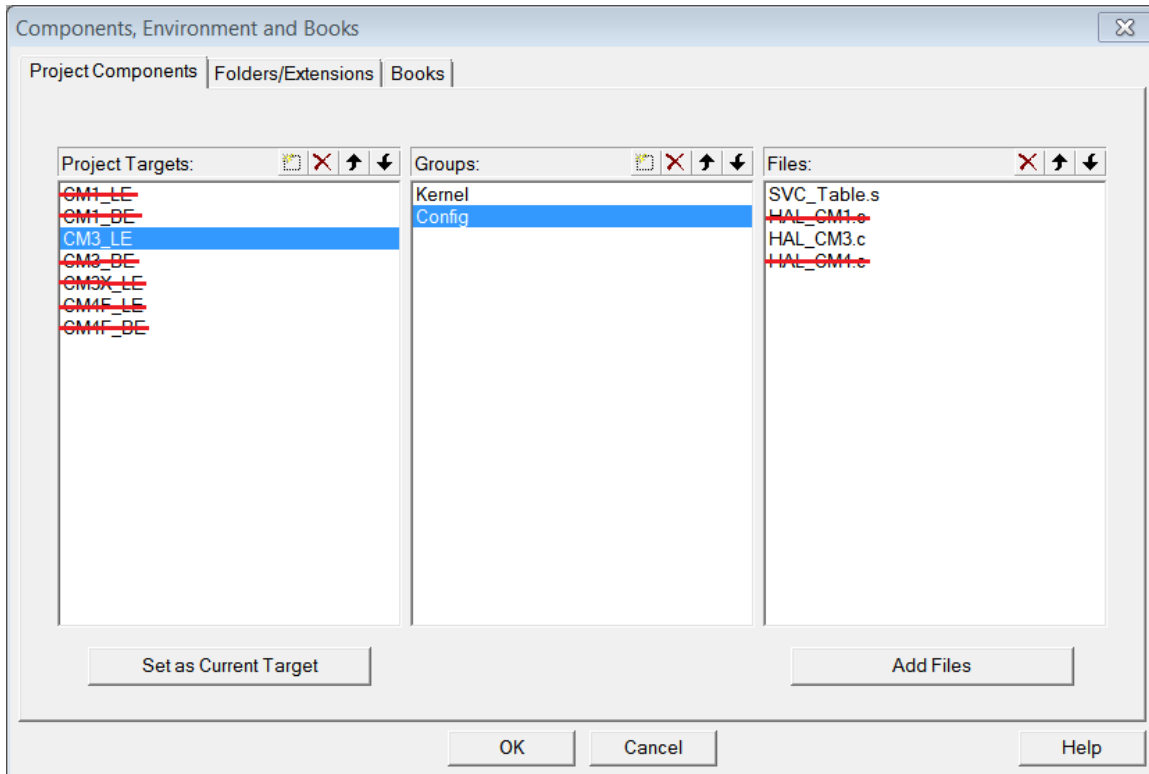 Components, Environment and Books
Project Components Folders/Extensions Books
Project Targets:
CM1_LE
CM1_BE
CM3_LE
CM3_BE
CM3X_LE
CM4F_LE
CM4F_BE
Set as Current Target
Groups:
Kernel
Config
Files:
SVC_Table.s
HAL_CM1.c
HAL_CM3.c
HAL_CM4.c
Add Files
OK Cancel Help